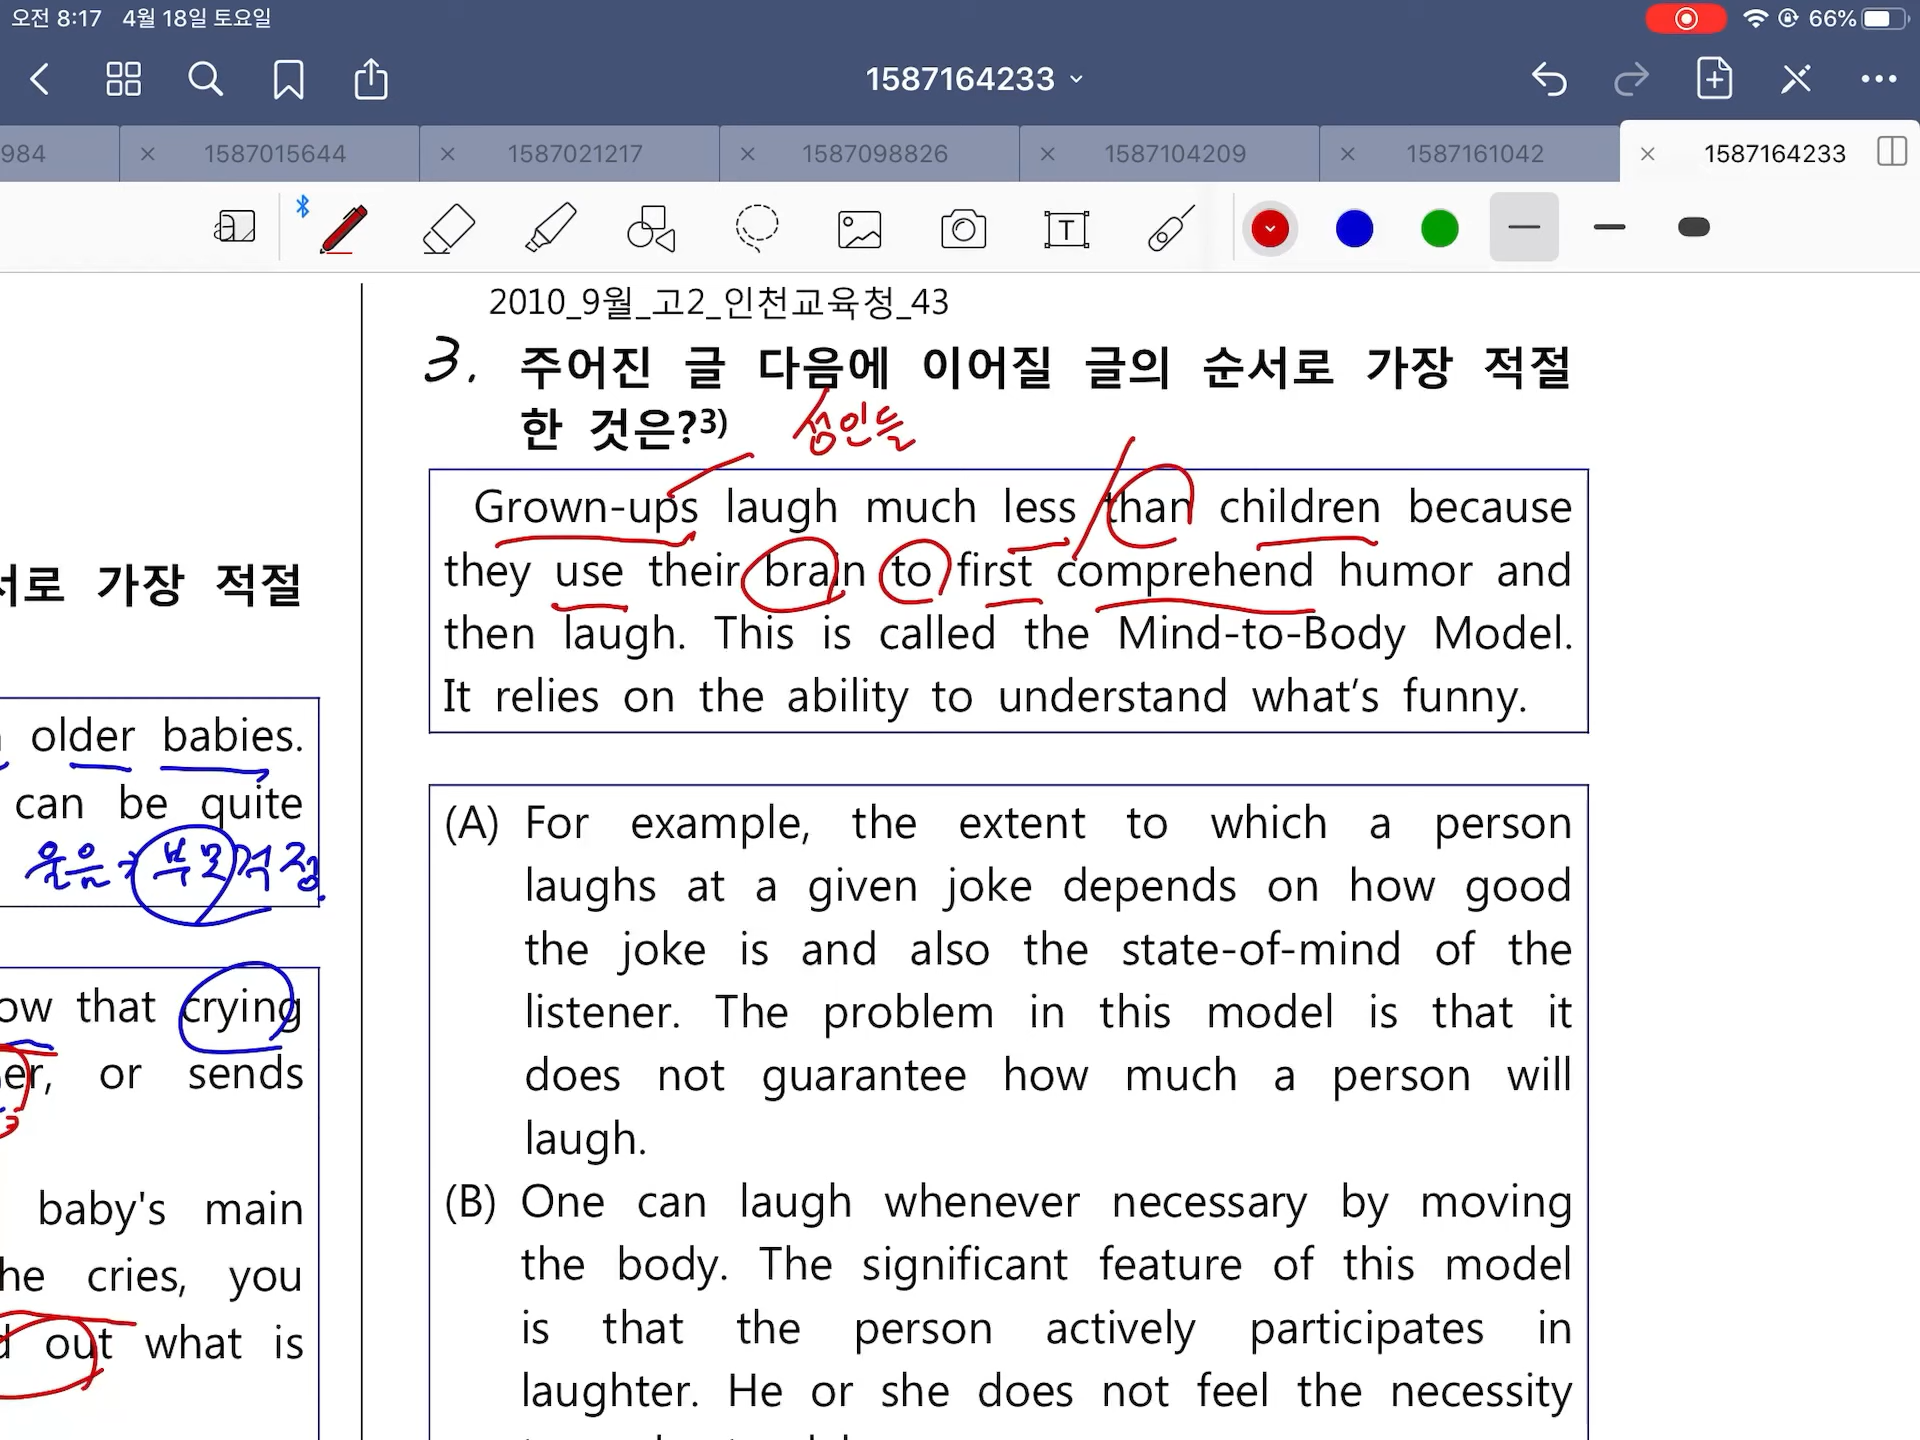 오전 8:17 4월 18일 토요일
66%
1587164233
984
1587015644
1587021217
1587098826
1587104209
1587161042
1587164233
서로 가장 적절
older babies.
can be quite
울음→부모걱정
ow that crying
er, or sends
baby's main
he cries, you
d out what is
2010_9월_고2_인천교육청_43
3. 주어진 글 다음에 이어질 글의 순서로 가장 적절
한 것은?3)
성인들
Grown-ups laugh much less than children because
they use their brain to first comprehend humor and
then laugh. This is called the Mind-to-Body Model.
It relies on the ability to understand what's funny.
(A) For example, the extent to which a person
laughs at a given joke depends on how good
the joke is and also the state-of-mind of the
listener. The problem in this model is that it
does not guarantee how much a person will
laugh.
(B) One can laugh whenever necessary by moving
the body. The significant feature of this model
is that the person actively participates in
laughter. He or she does not feel the necessity